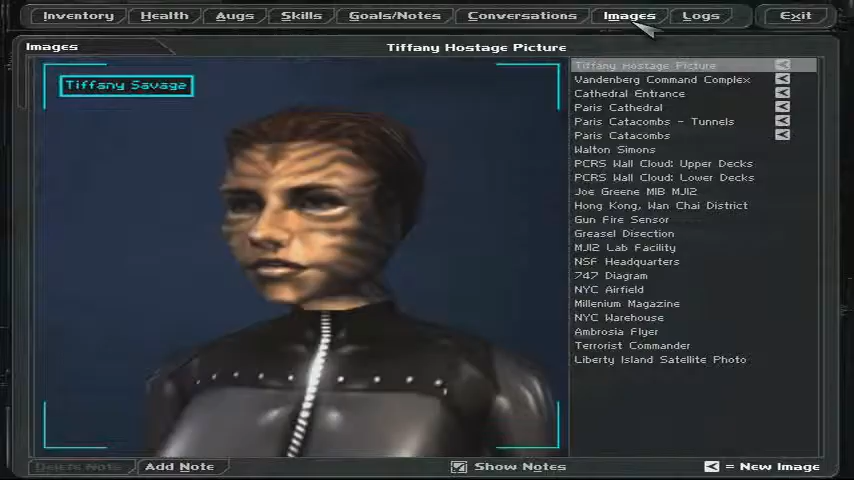 Inventory Health Augs Skills Goals/Notes Conversations Images Logs Exit
Images
Tiffany Hostage Picture
Tiffany Savage
Tiffany Hostage Picture
Vandenberg Command Complex
Cathedral Entrance
Paris Cathedral
Paris Catacombs - Tunnels
Paris Catacombs
Walton Simons
PCRS Wall Cloud: Upper Decks
PCRS Wall Cloud: Lower Decks
Joe Greene MIB MJ12
Hong Kong, Wan Chai District
Gun Fire Sensor
Greasel Disection
MJ12 Lab Facility
NSF Headquarters
747 Diagram
NYC Airfield
Millenium Magazine
NYC Warehouse
Ambrosia Flyer
Terrorist Commander
Liberty Island Satellite Photo
Delete Note Add Note Show Notes = New Image